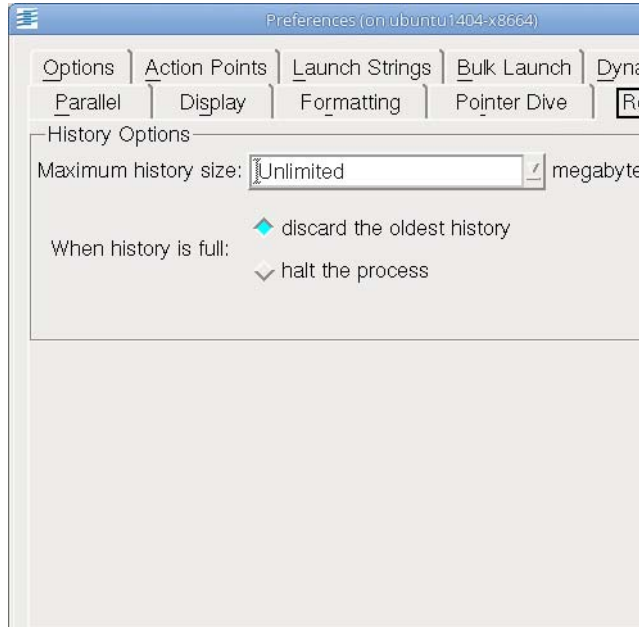 Preferences (on ubuntu1404-x8664)
Options Action Points Launch Strings Bulk Launch
Parallel Display Formatting Pointer Dive
History Options
Maximum history size: Unlimited
When history is full:
discard the oldest history
halt the process